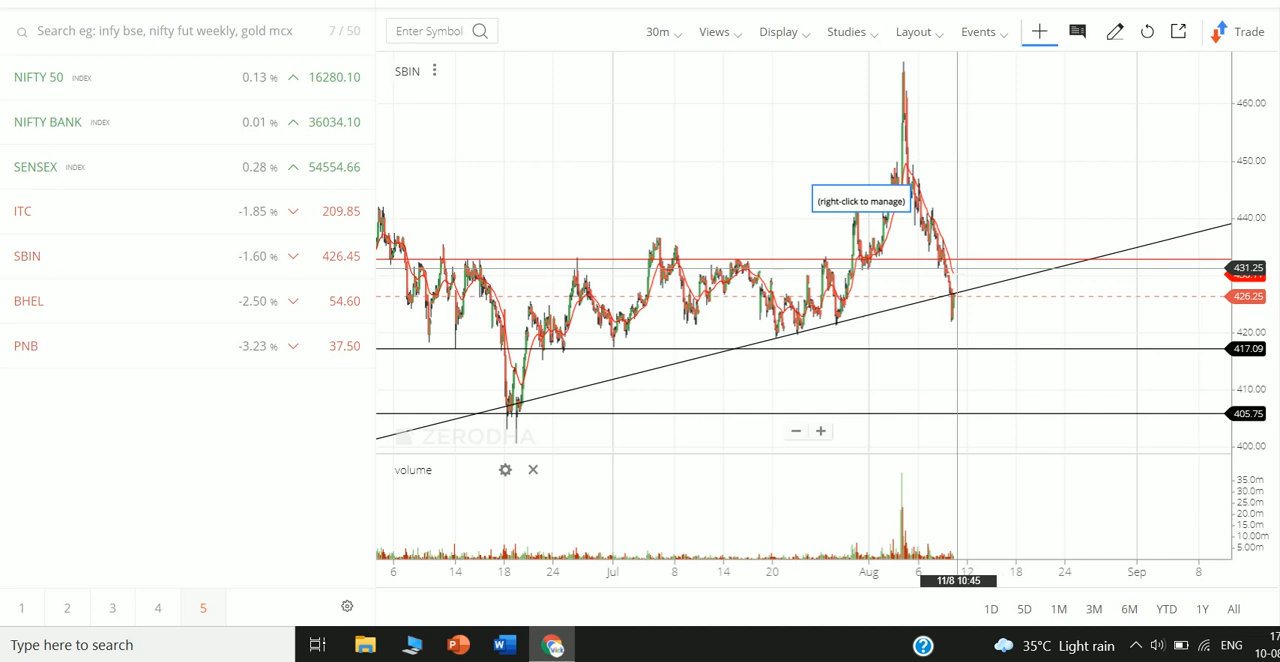 Search eg: infy bse, nifty fut weekly, gold mcx 7 / 50
NIFTY 50 INDEX 0.13 % 16280.10
NIFTY BANK INDEX 0.01 % 36034.10
SENSEX INDEX 0.28 % 54554.66
ITC -1.85 % 209.85
SBIN -1.60 % 426.45
BHEL -2.50 % 54.60
PNB -3.23 % 37.50
1 2 3 4 5
Enter Symbol 30m Views Display Studies Layout Events Trade
SBIN
(right-click to manage)
460.00
450.00
440.00
431.25
426.25
420.00
417.09
410.00
405.75
400.00
ZERODHA
volume
35.0m
30.0m
25.0m
20.0m
15.0m
10.00m
5.00m
6 14 18 24 Jul 8 14 20 Aug 6 12 18 24 Sep 8
11/8 10:45
1D 5D 1M 3M 6M YTD 1Y All
Type here to search
35°C Light rain ENG